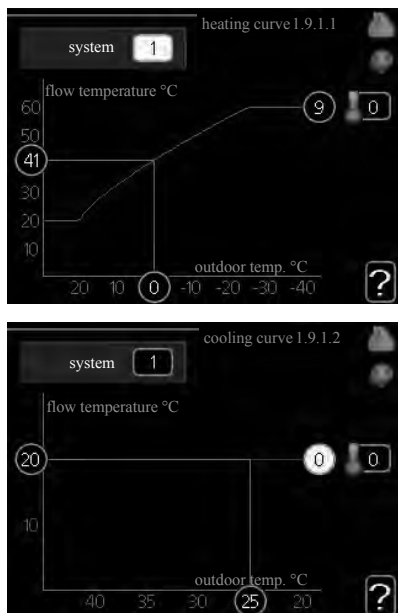 heating curve 1.9.1.1
system 1
flow temperature °C
60
9 0
50
41
30
20
10
outdoor temp. °C
20 10 0 -10 -20 -30 -40
?
cooling curve 1.9.1.2
system 1
flow temperature °C
20 0 0
10
outdoor temp. °C
40 35 30 25 20
?